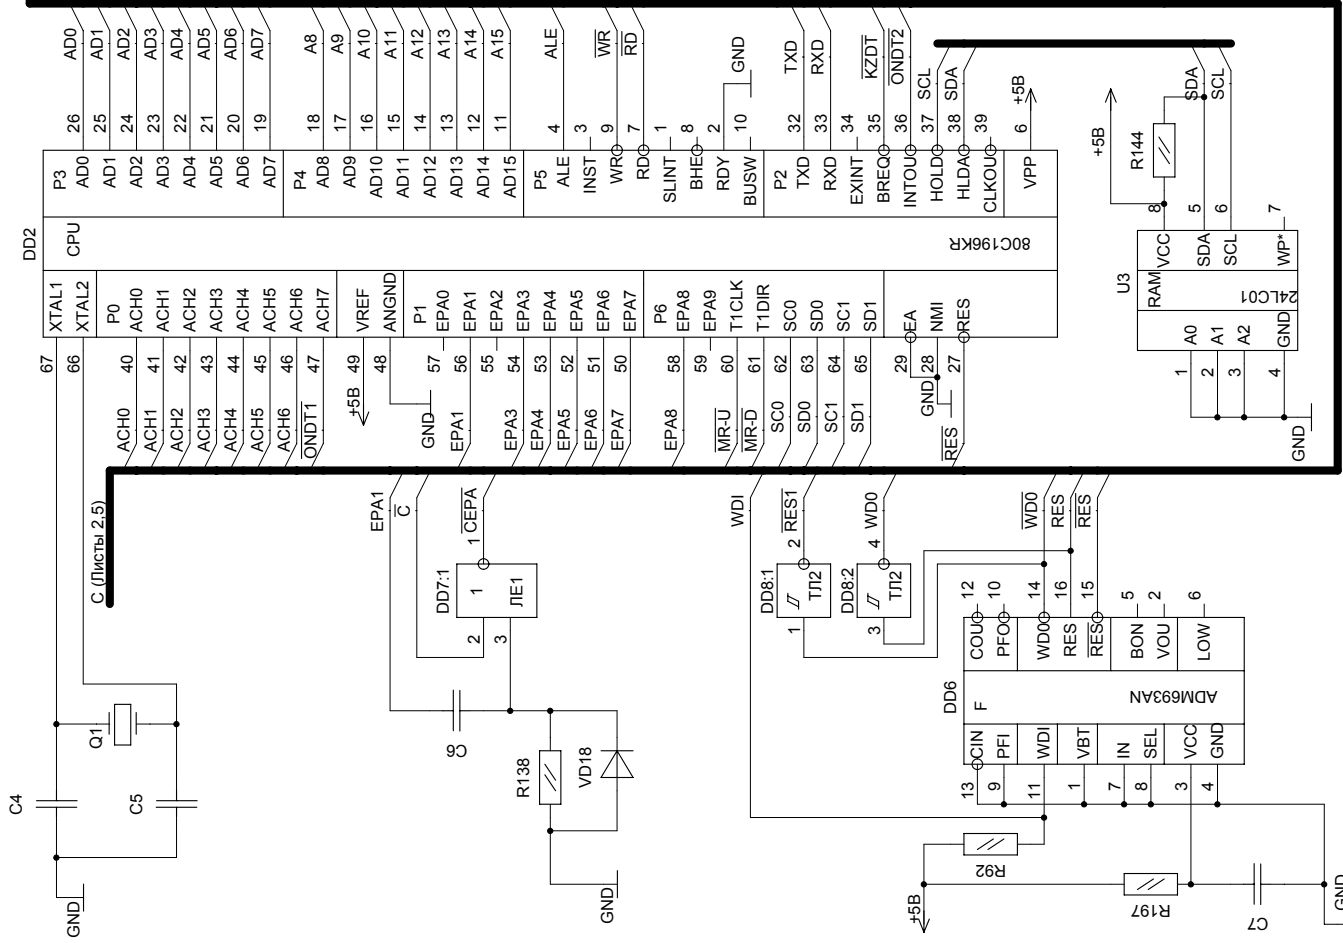 AD0
AD1
AD2
AD3
AD4
AD5
AD6
AD7
A8
A9
A10
A11
A12
A13
A14
A15
ALE
WR
RD
GND
TXD
RXD
KZDT
ONDT2
SCL
SDA
+5B
26
25
24
23
22
21
20
19
18
17
16
15
14
13
12
11
4
3
9
7
1
8
2
10
32
33
34
35
36
37
38
39
6
P3
AD0
AD1
AD2
AD3
AD4
AD5
AD6
AD7
P4
AD8
AD9
AD10
AD11
AD12
AD13
AD14
AD15
P5
ALE
INST
WR
RD
SLINT
BHE
RDY
BUSW
P2
TXD
RXD
EXINT
BREQ
INTOU
HOLD
HLDA
CLKOU
VPP
DD2
CPU
80C196KR
XTAL1
XTAL2
P0
ACH0
ACH1
ACH2
ACH3
ACH4
ACH5
ACH6
ACH7
VREF
ANGND
P1
EPA0
EPA1
EPA2
EPA3
EPA4
EPA5
EPA6
EPA7
P6
EPA8
EPA9
T1CLK
T1DIR
SC0
SD0
SC1
SD1
EA
NMI
RES
67
66
40
41
42
43
44
45
46
47
49
48
57
56
55
54
53
52
51
50
58
59
60
61
62
63
64
65
29
28
27
ACH0
ACH1
ACH2
ACH3
ACH4
ACH5
ACH6
ONDT1
+5B
GND
EPA1
EPA3
EPA4
EPA5
EPA6
EPA7
EPA8
MR-U
MR-D
SC0
SD0
SC1
SD1
GND
RES
SDA
SCL
+5B
R144
8
5
6
7
U3
VCC
SDA
SCL
WP*
RAM
24LC01
A0
A1
A2
GND
1
2
3
4
GND
C (Листы 2,5)
EPA1
C
CEPA
1
DD7:1
1
ЛЕ1
2
3
WDI
RES1
WD0
2
4
DD8:1
ТЛ2
DD8:2
ТЛ2
1
3
WD0
RES
RES
12
10
14
16
15
5
2
6
COU
PFO
WD0
RES
RES
BON
VOU
LOW
DD6
F
ADM693AN
CIN
PFI
WDI
VBT
IN
SEL
VCC
GND
13
9
11
1
7
8
3
4
Q1
C4
C5
GND
C6
R138
VD18
GND
R92
+5B
R197
C7
GND